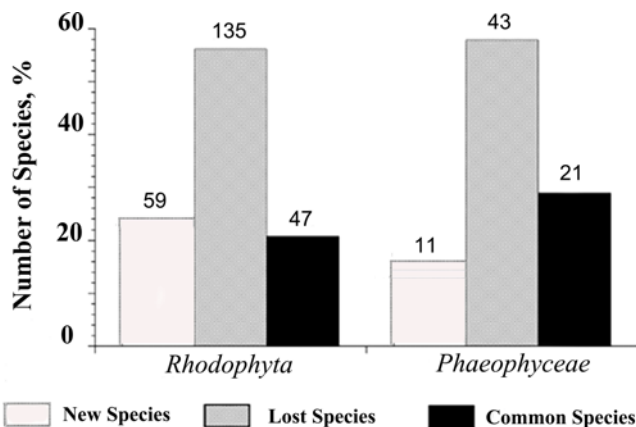 Number of Species, %
60
40
20
0
59
135
47
11
43
21
Rhodophyta
Phaeophyceae
New Species
Lost Species
Common Species